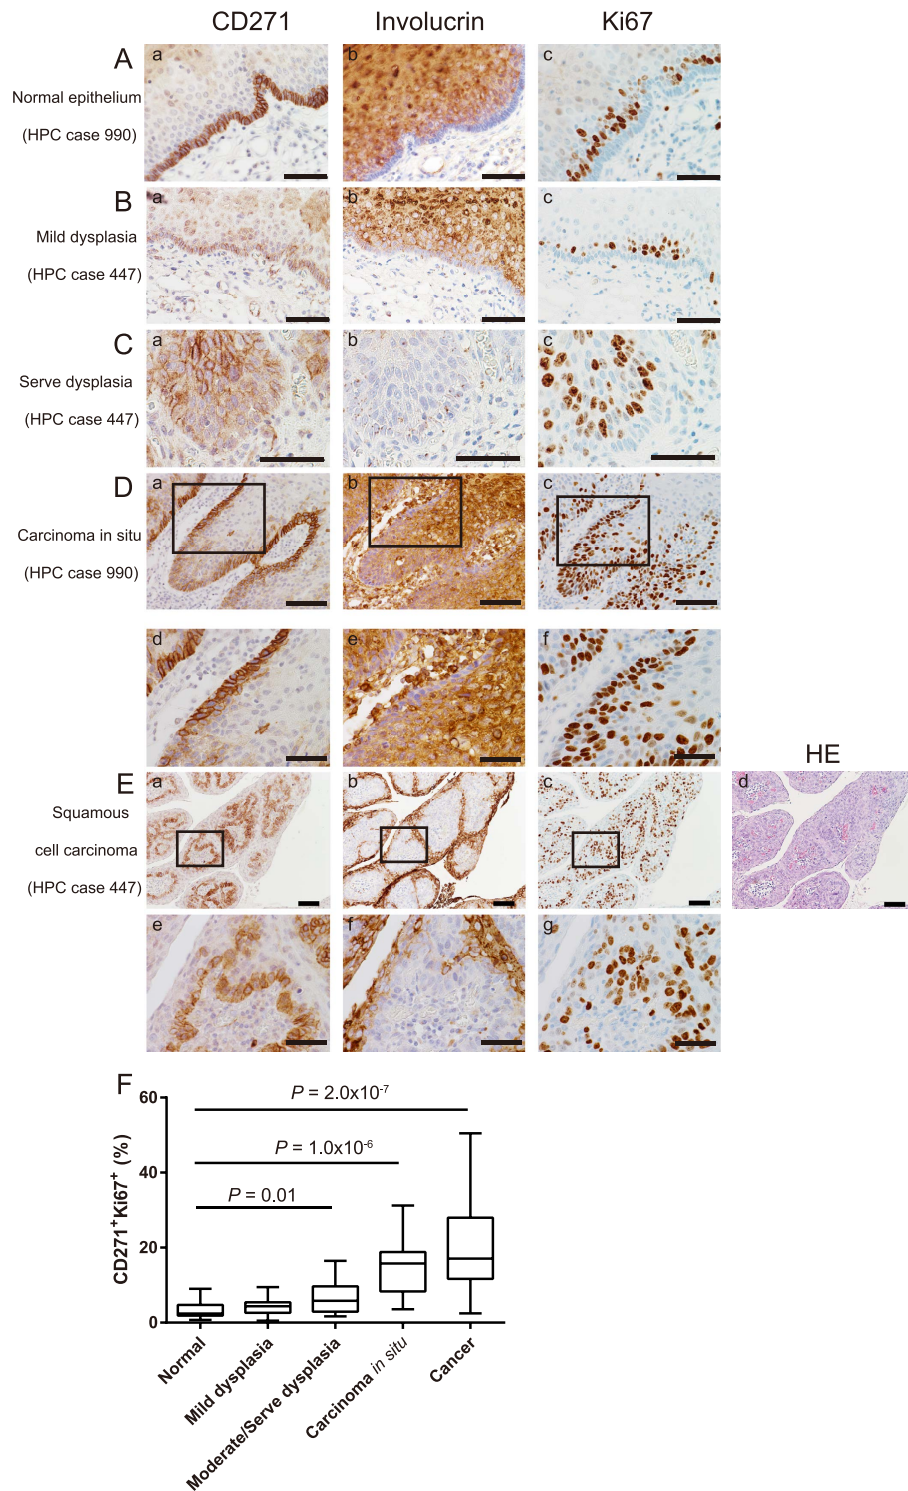 CD271 Involucrin Ki67
A a b c
Normal epithelium
(HPC case 990)
B a b c
Mild dysplasia
(HPC case 447)
C a b c
Serve dysplasia
(HPC case 447)
D a b c
Carcinoma in situ
(HPC case 990)
d e f
HE
E a b c d
Squamous
cell carcinoma
(HPC case 447)
e f g
F
P = 2.0x10⁻⁷
P = 1.0x10⁻⁶
P = 0.01
CD271⁺Ki67⁺ (%)
60
40
20
0
Normal
Mild dysplasia
Moderate/Serve dysplasia
Carcinoma in situ
Cancer